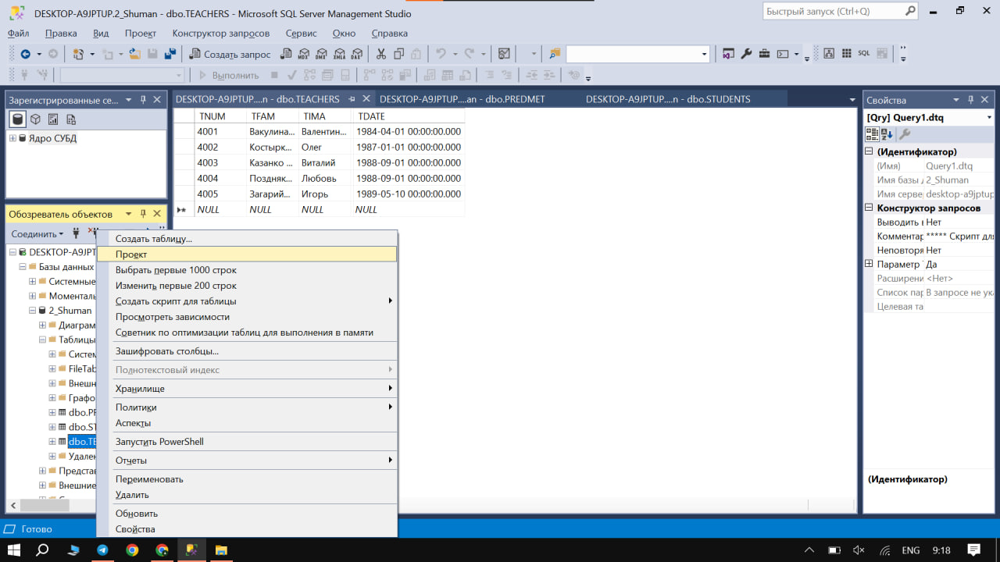 DESKTOP-A9JPTUP.2_Shuman - dbo.TEACHERS - Microsoft SQL Server Management Studio
Быстрый запуск (Ctrl+Q)
Файл Правка Вид Проект Конструктор запросов Сервис Окно Справка
Создать запрос MDX DMX XMLA DAX SQL
Выполнить
Зарегистрированные се...
Ядро СУБД
DESKTOP-A9JPTUP....n - dbo.TEACHERS DESKTOP-A9JPTUP....an - dbo.PREDMET DESKTOP-A9JPTUP....n - dbo.STUDENTS
TNUM TFAM TIMA TDATE
4001 Вакулина... Валентин... 1984-04-01 00:00:00.000
4002 Костырк... Олег 1987-01-01 00:00:00.000
4003 Казанко ... Виталий 1988-09-01 00:00:00.000
4004 Поздняк... Любовь 1988-09-01 00:00:00.000
4005 Загарий... Игорь 1989-05-10 00:00:00.000
NULL NULL NULL NULL
Обозреватель объектов
Соединить
DESKTOP-A9JPT
Базы данных
Системные
Моменталь
2_Shuman
Диаграм
Таблицы
Систем
FileTab
Внешн
Графо
dbo.PR
dbo.ST
dbo.TE
Удален
Представ
Внешние
Создать таблицу...
Проект
Выбрать первые 1000 строк
Изменить первые 200 строк
Создать скрипт для таблицы
Просмотреть зависимости
Советник по оптимизации таблиц для выполнения в памяти
Зашифровать столбцы...
Полнотекстовый индекс
Хранилище
Политики
Аспекты
Запустить PowerShell
Отчеты
Переименовать
Удалить
Обновить
Свойства
Свойства
[Qry] Query1.dtq
(Идентификатор)
(Имя) Query1.dtq
Имя базы д 2_Shuman
Имя серве desktop-a9jptup
Конструктор запросов
Выводить в Нет
Комментар ***** Скрипт для
Неповторя Нет
Параметр Т Да
Расширени <Нет>
Список пар В запросе не ука
Целевая та
(Идентификатор)
Готово
ENG 9:18